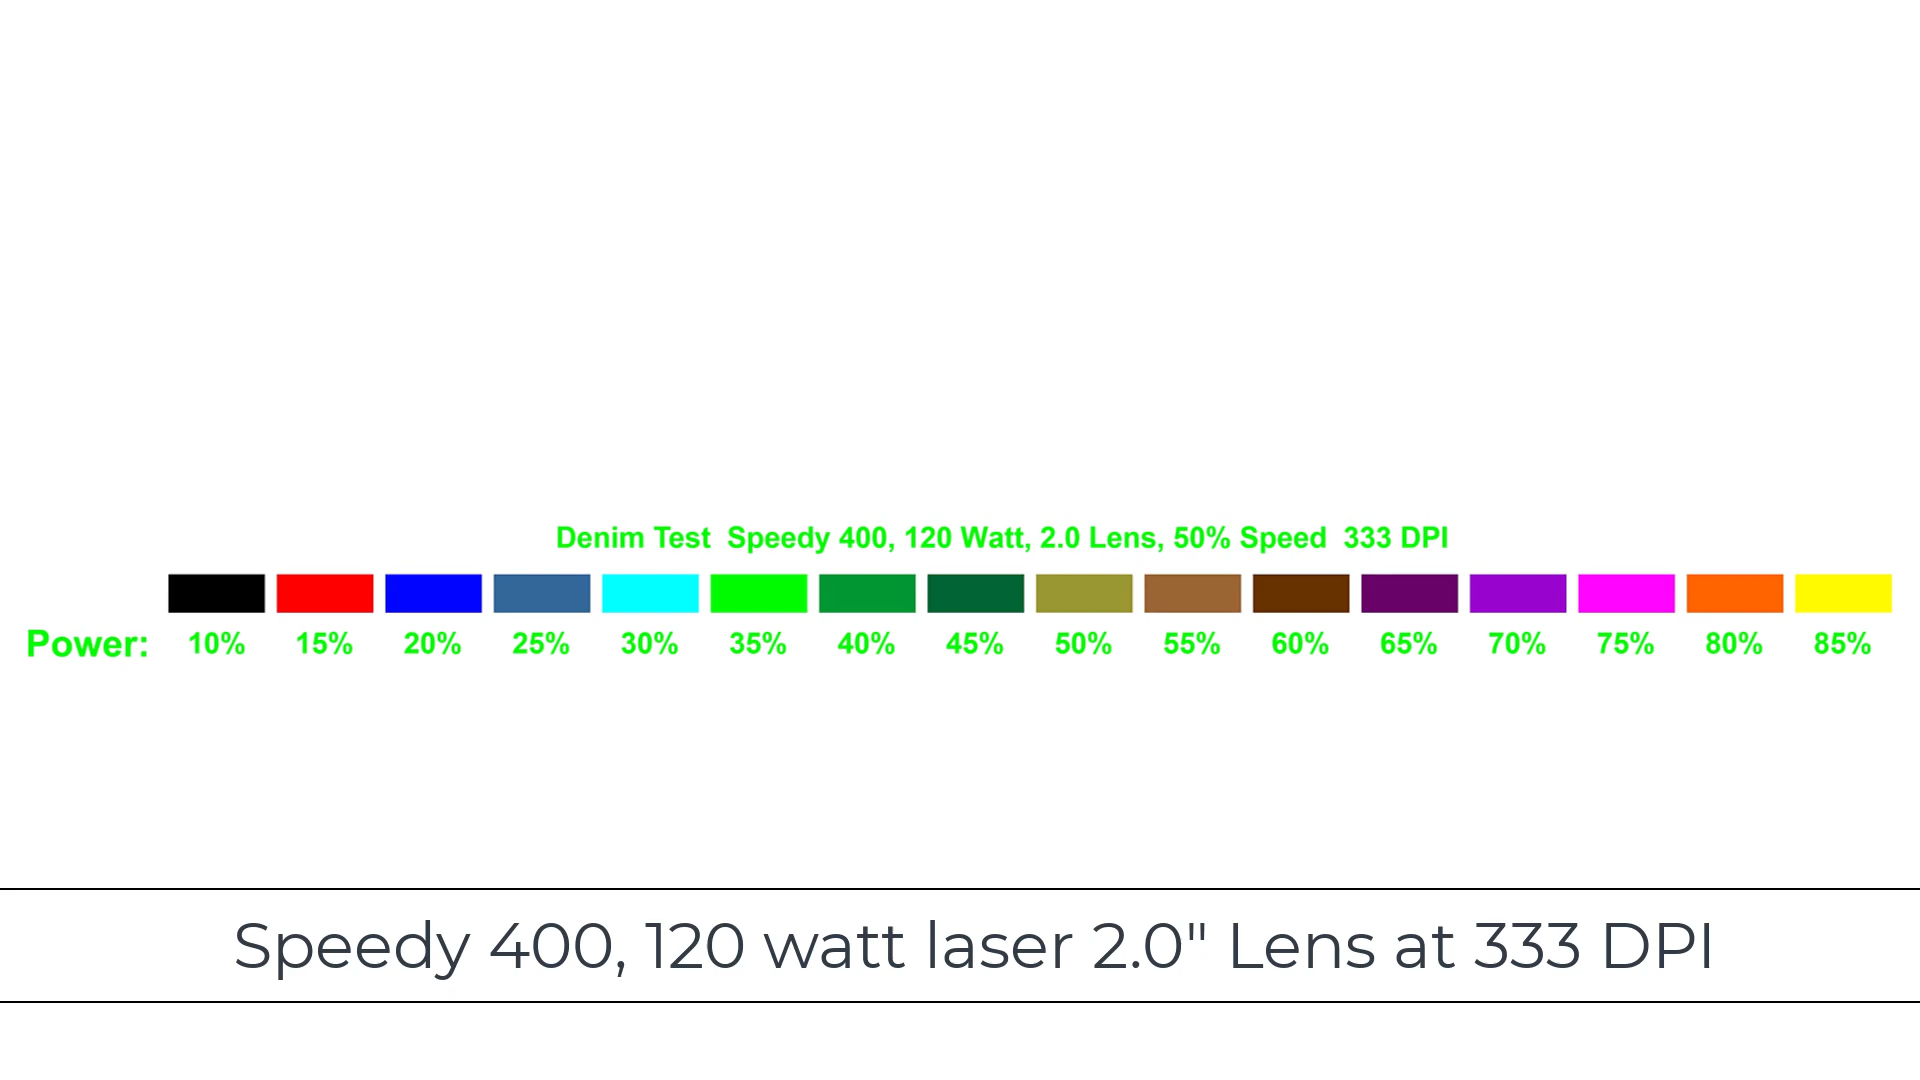 Denim Test  Speedy 400, 120 Watt, 2.0 Lens, 50% Speed  333 DPI
Power: 10% 15% 20% 25% 30% 35% 40% 45% 50% 55% 60% 65% 70% 75% 80% 85%
Speedy 400, 120 watt laser 2.0" Lens at 333 DPI